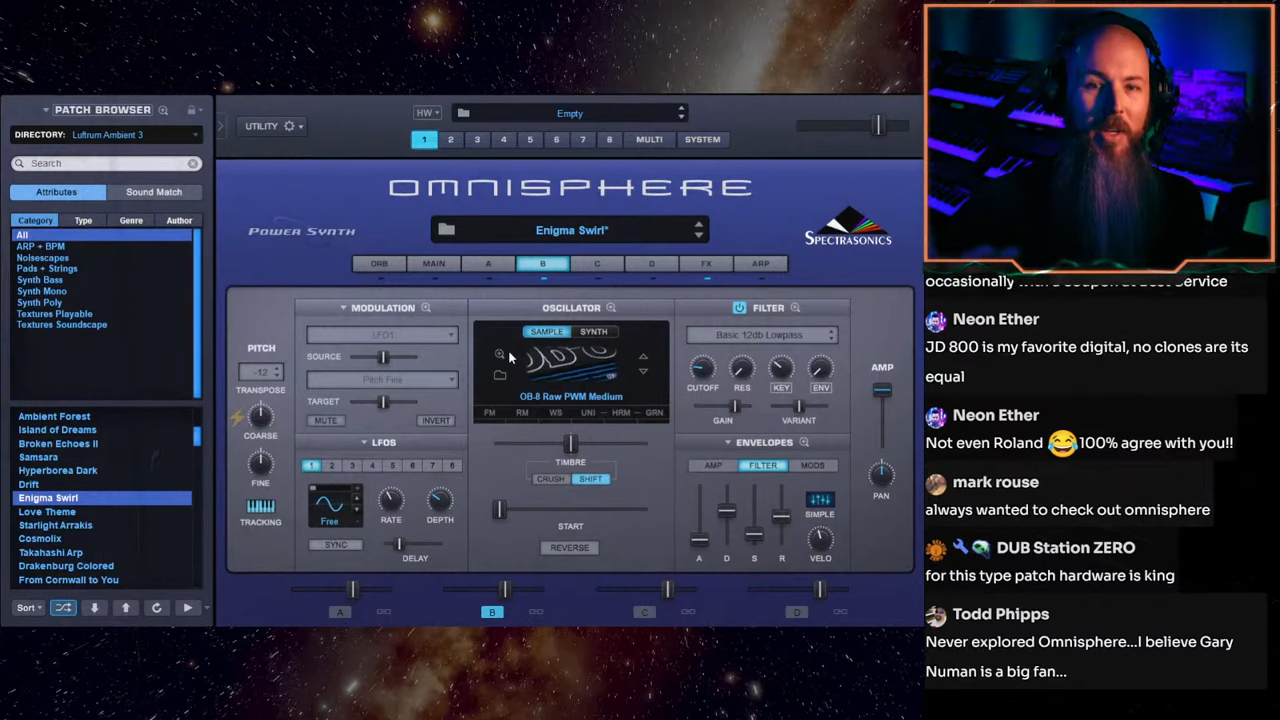 PATCH BROWSER
DIRECTORY: Luftrum Ambient 3
Search
Attributes Sound Match
Category Type Genre Author
All
ARP + BPM
Noisescapes
Pads + Strings
Synth Bass
Synth Mono
Synth Poly
Textures Playable
Textures Soundscape
Ambient Forest
Island of Dreams
Broken Echoes II
Samsara
Hyperborea Dark
Drift
Enigma Swirl
Love Theme
Starlight Arrakis
Cosmolix
Takahashi Arp
Drakenburg Colored
From Cornwall to You
Sort
UTILITY
HW
Empty
1 2 3 4 5 6 7 8 MULTI SYSTEM
OMNISPHERE
POWER SYNTH
Enigma Swirl*
SPECTRASONICS
ORB MAIN A B C D FX ARP
PITCH
-12
TRANSPOSE
COARSE
FINE
TRACKING
MODULATION
LFO1
SOURCE
Pitch Fine
TARGET
MUTE INVERT
LFOS
1 2 3 4 5 6 7 8
Free
RATE DEPTH
SYNC
DELAY
OSCILLATOR
SAMPLE SYNTH
OB-8 Raw PWM Medium
FM RM WS UNI HRM GRN
TIMBRE
CRUSH SHIFT
START
REVERSE
FILTER
Basic 12db Lowpass
CUTOFF RES KEY ENV
GAIN VARIANT
ENVELOPES
AMP FILTER MODS
SIMPLE
A D S R VELO
AMP
PAN
A B C D
occasionally with a coupon at Best Service
Neon Ether
JD 800 is my favorite digital, no clones are its
equal
Neon Ether
Not even Roland 😂100% agree with you!!
mark rouse
always wanted to check out omnisphere
DUB Station ZERO
for this type patch hardware is king
Todd Phipps
Never explored Omnisphere...I believe Gary
Numan is a big fan...